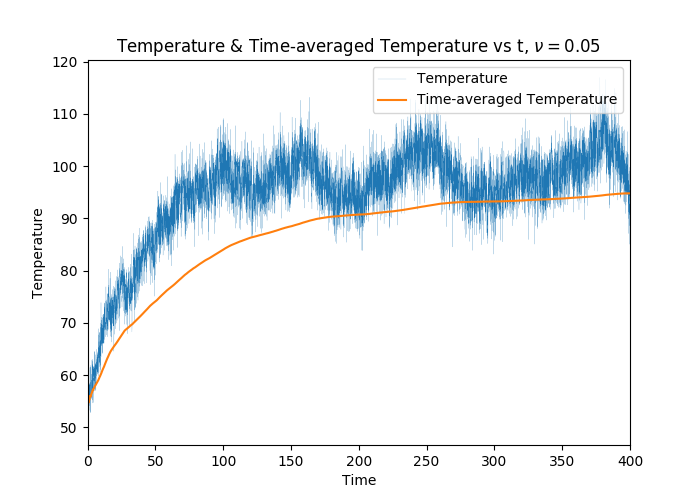 Temperature & Time-averaged Temperature vs t, ν = 0.05
Temperature
Time-averaged Temperature
120
110
100
90
80
70
60
50
Temperature
0 50 100 150 200 250 300 350 400
Time